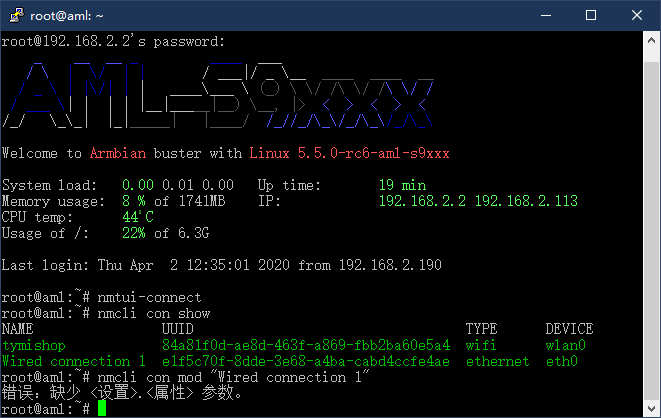 root@aml: ~
root@192.168.2.2's password:
AML-S9xxx
Welcome to Armbian buster with Linux 5.5.0-rc6-aml-s9xxx
System load: 0.00 0.01 0.00 Up time: 19 min
Memory usage: 8 % of 1741MB IP: 192.168.2.2 192.168.2.113
CPU temp: 44°C
Usage of /: 22% of 6.3G
Last login: Thu Apr 2 12:35:01 2020 from 192.168.2.190
root@aml:~# nmtui-connect
root@aml:~# nmcli con show
NAME UUID TYPE DEVICE
tymishop 84a81f0d-ae8d-463f-a869-fbb2ba60e5a4 wifi wlan0
Wired connection 1 e1f5c70f-8dde-3e68-a4ba-cabd4ccfe4ae ethernet eth0
root@aml:~# nmcli con mod "Wired connection 1"
错误：缺少 <设置>.<属性> 参数。
root@aml:~#